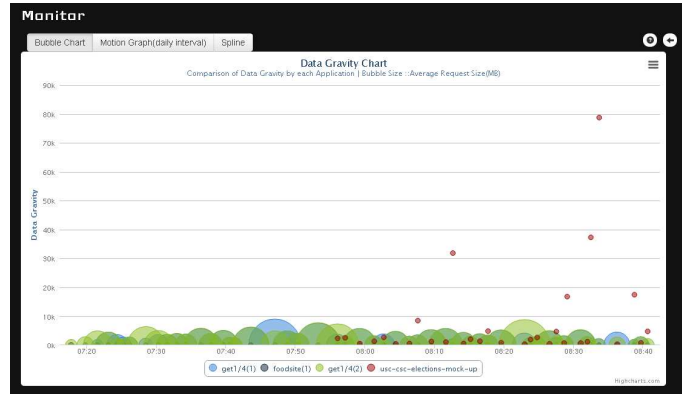 Monitor
Bubble Chart Motion Graph(daily interval) Spline
Data Gravity Chart
Comparison of Data Gravity by each Application | Bubble Size ::Average Request Size(MB)
90k
80k
70k
60k
50k
40k
30k
20k
10k
0k
Data Gravity
07:20 07:30 07:40 07:50 08:00 08:10 08:20 08:30 08:40
get1/4(1) foodsite(1) get1/4(2) usc-csc-elections-mock-up
Highcharts.com